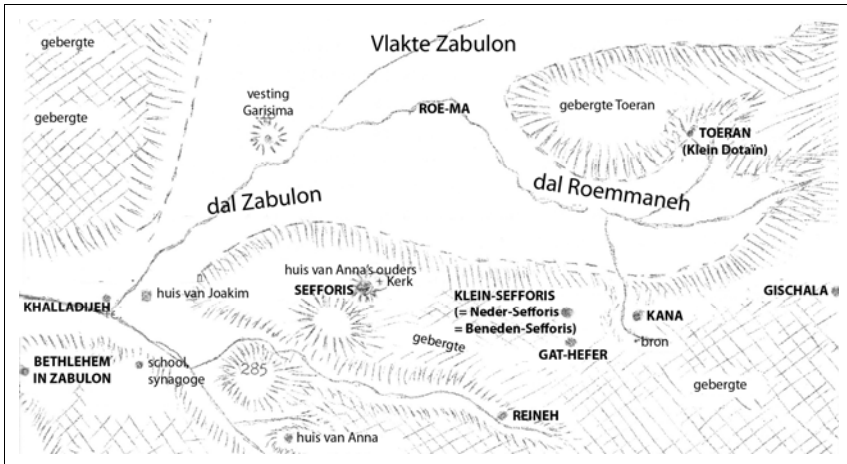 gebergte
Vlakte Zabulon
vesting
Garisima
gebergte
ROE-MA
gebergte Toeran
TOERAN
(Klein Dotaïn)
dal Zabulon
dal Roemmaneh
huis van Anna's ouders
+ Kerk
SEFFORIS
huis van Joakim
KHALLADIJEH
KLEIN-SEFFORIS
(= Neder-Sefforis
= Beneden-Sefforis)
GISCHALA
KANA
bron
gebergte
GAT-HEFER
BETHLEHEM
IN ZABULON
school,
synagoge
285
gebergte
REINEH
huis van Anna